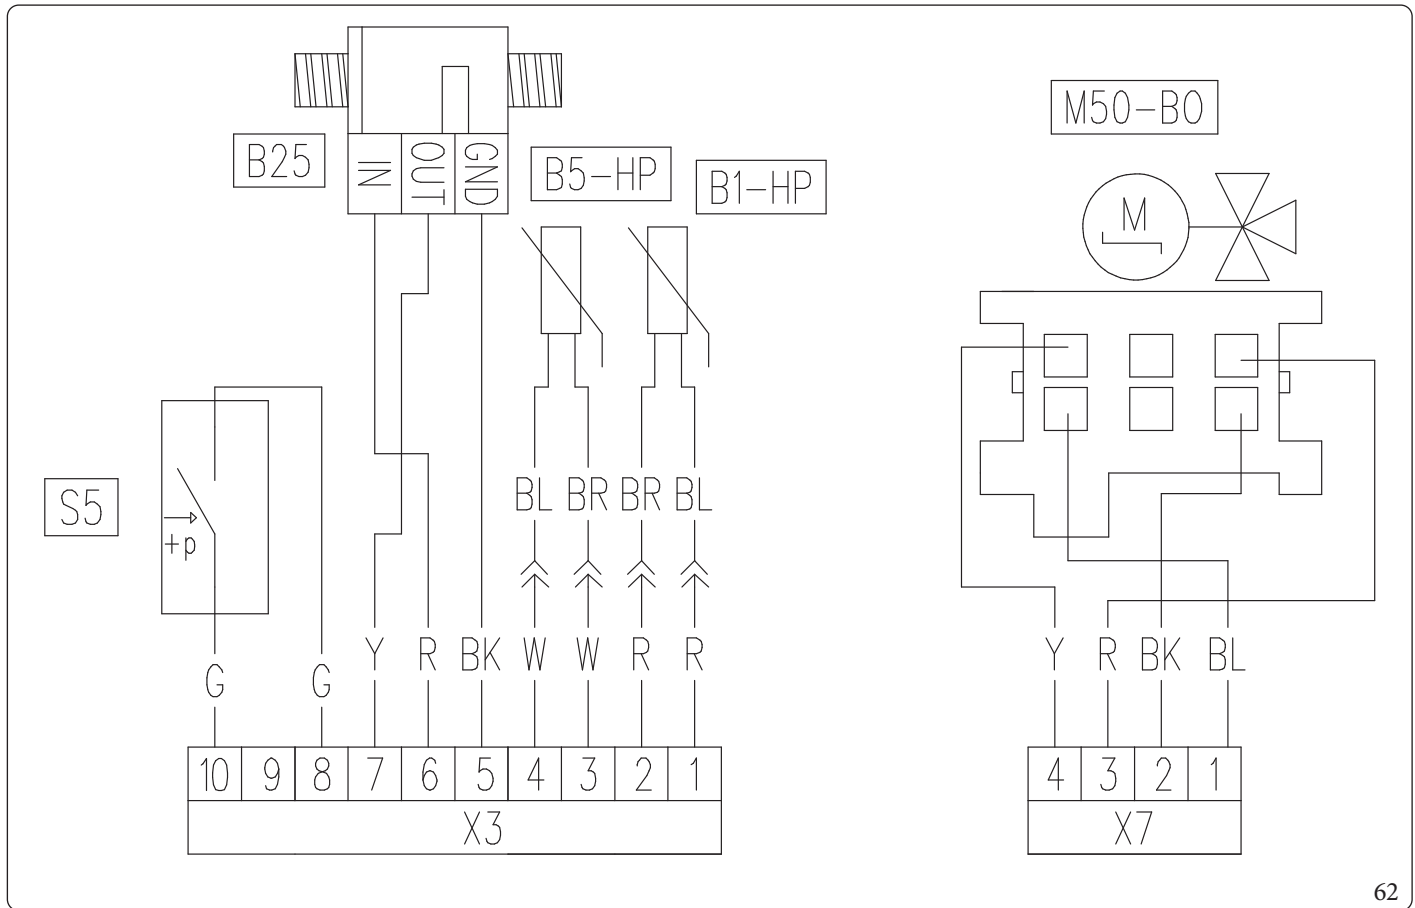 M50-B0
B25
IN
OUT
GND
B5-HP
B1-HP
M
S5
+p
BL BR BR BL
G G Y R BK W W R R
Y R BK BL
10 9 8 7 6 5 4 3 2 1
X3
4 3 2 1
X7
62